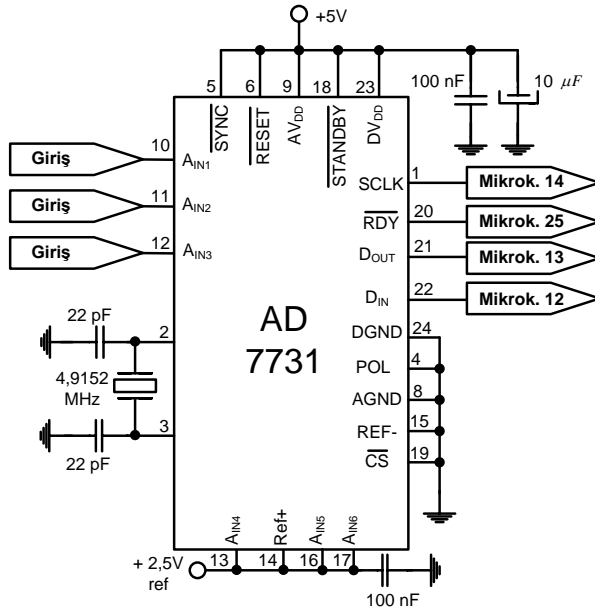 +5V
5 6 9 18 23
100 nF 10 μF
SYNC RESET AVDD STANDBY DVDD
Giriş 10 AIN1
Giriş 11 AIN2
Giriş 12 AIN3
SCLK 1 Mikrok. 14
RDY 20 Mikrok. 25
DOUT 21 Mikrok. 13
DIN 22 Mikrok. 12
22 pF 2
4,9152
MHz
3
22 pF
AD
7731
DGND 24
POL 4
AGND 8
REF- 15
CS 19
AIN4 Ref+ AIN5 AIN6
+ 2,5V
ref
13 14 16 17
100 nF